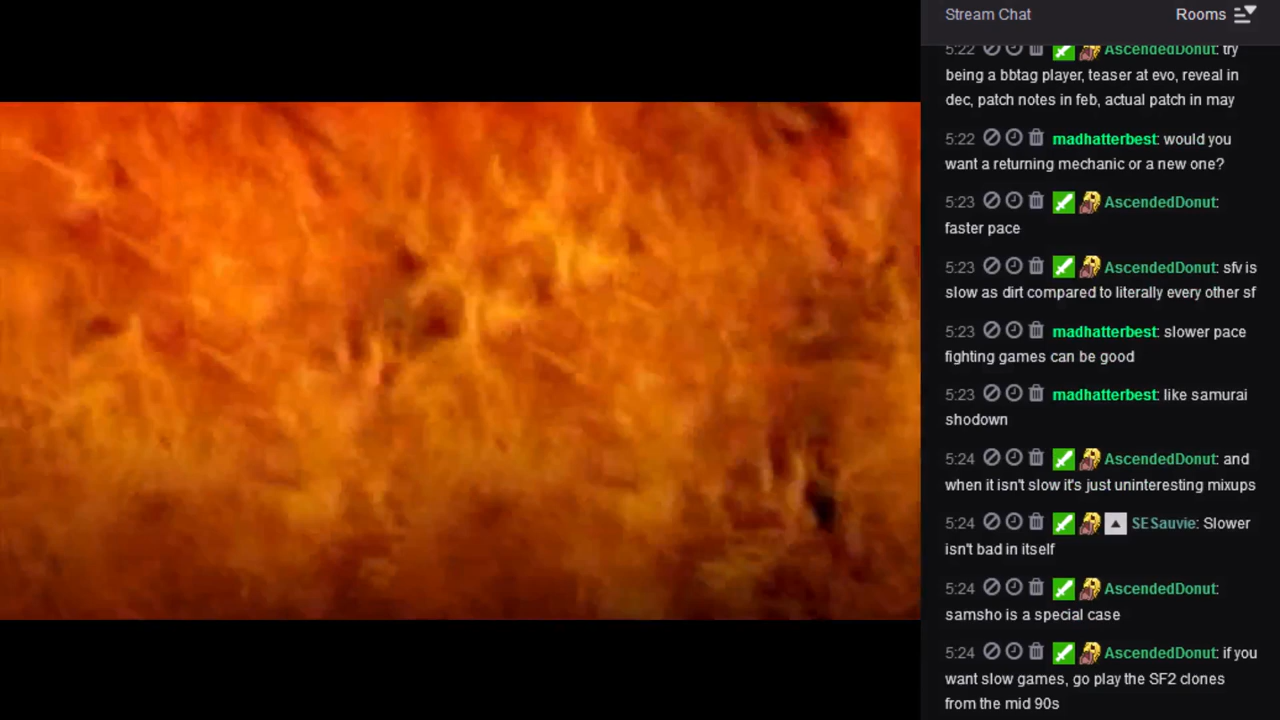 Stream Chat
Rooms
5:22 AscendedDonut: try
being a bbtag player, teaser at evo, reveal in
dec, patch notes in feb, actual patch in may
5:22 madhatterbest: would you
want a returning mechanic or a new one?
5:23 AscendedDonut:
faster pace
5:23 AscendedDonut: sfv is
slow as dirt compared to literally every other sf
5:23 madhatterbest: slower pace
fighting games can be good
5:23 madhatterbest: like samurai
shodown
5:24 AscendedDonut: and
when it isn't slow it's just uninteresting mixups
5:24 SESauvie: Slower
isn't bad in itself
5:24 AscendedDonut:
samsho is a special case
5:24 AscendedDonut: if you
want slow games, go play the SF2 clones
from the mid 90s